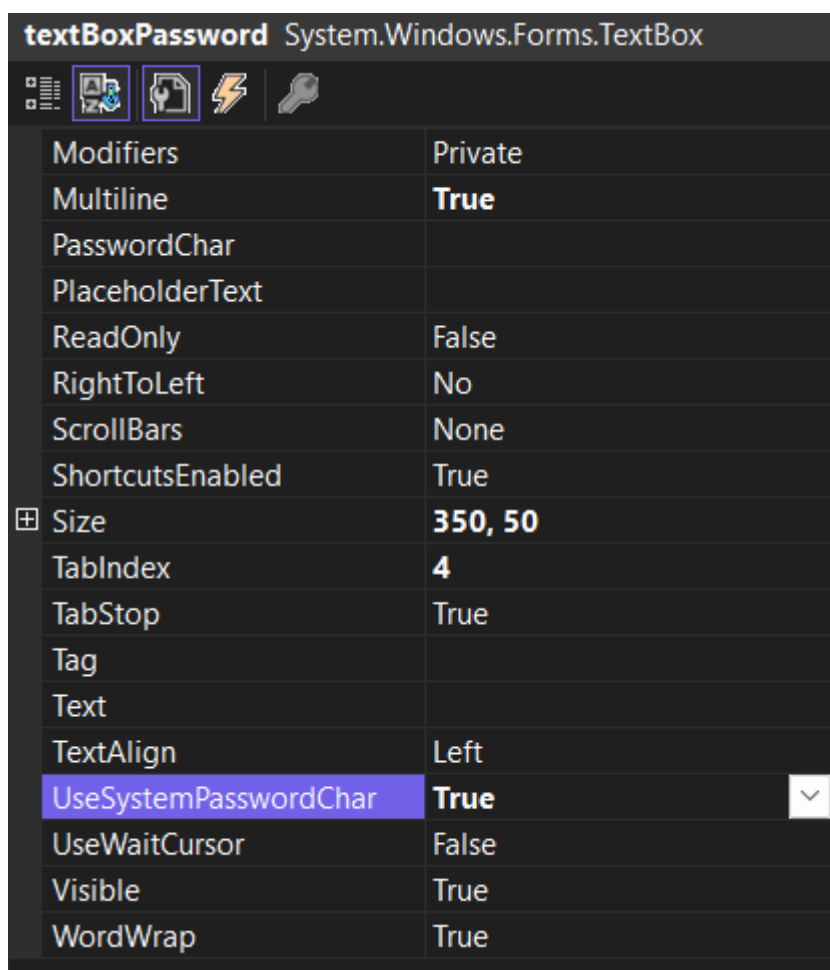 textBoxPassword System.Windows.Forms.TextBox
Modifiers Private
Multiline True
PasswordChar
PlaceholderText
ReadOnly False
RightToLeft No
ScrollBars None
ShortcutsEnabled True
Size 350, 50
TabIndex 4
TabStop True
Tag
Text
TextAlign Left
UseSystemPasswordChar True
UseWaitCursor False
Visible True
WordWrap True